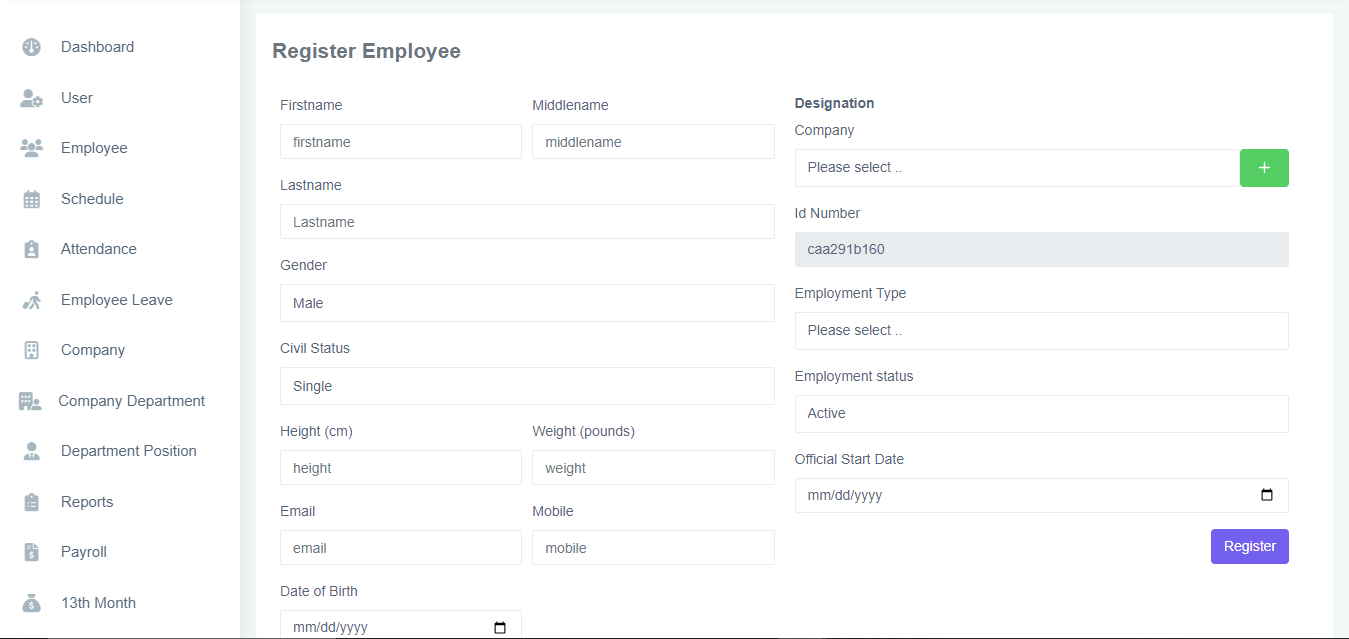 Dashboard
User
Employee
Schedule
Attendance
Employee Leave
Company
Company Department
Department Position
Reports
Payroll
13th Month
Register Employee
Firstname
Middlename
firstname
middlename
Lastname
Lastname
Gender
Male
Civil Status
Single
Height (cm)
Weight (pounds)
height
weight
Email
Mobile
email
mobile
Date of Birth
mm/dd/yyyy
Designation
Company
Please select ..
+
Id Number
caa291b160
Employment Type
Please select ..
Employment status
Active
Official Start Date
mm/dd/yyyy
Register